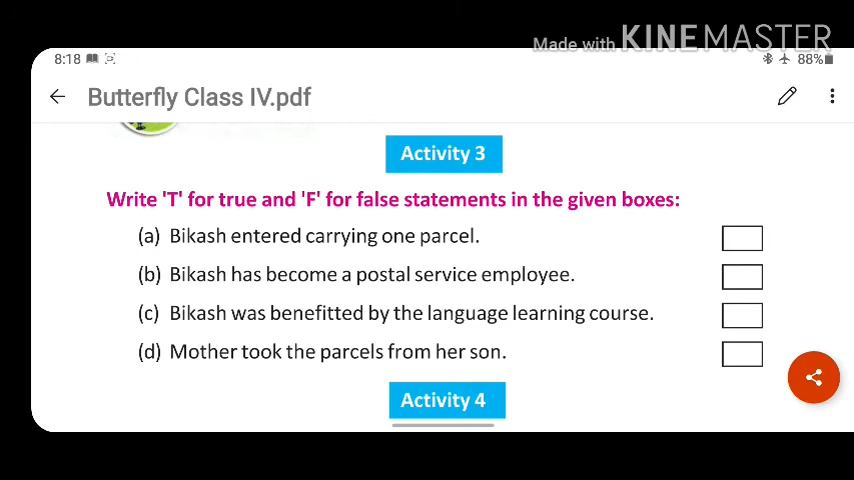 Made with KINEMASTER
8:18 88%
Butterfly Class IV.pdf
Activity 3
Write 'T' for true and 'F' for false statements in the given boxes:
(a) Bikash entered carrying one parcel.
(b) Bikash has become a postal service employee.
(c) Bikash was benefitted by the language learning course.
(d) Mother took the parcels from her son.
Activity 4